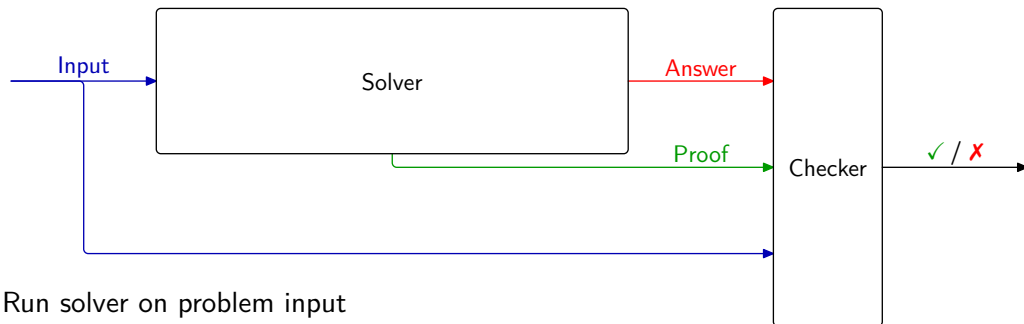 Input
Solver
Answer
Proof
Checker
✓ / ✗
Run solver on problem input